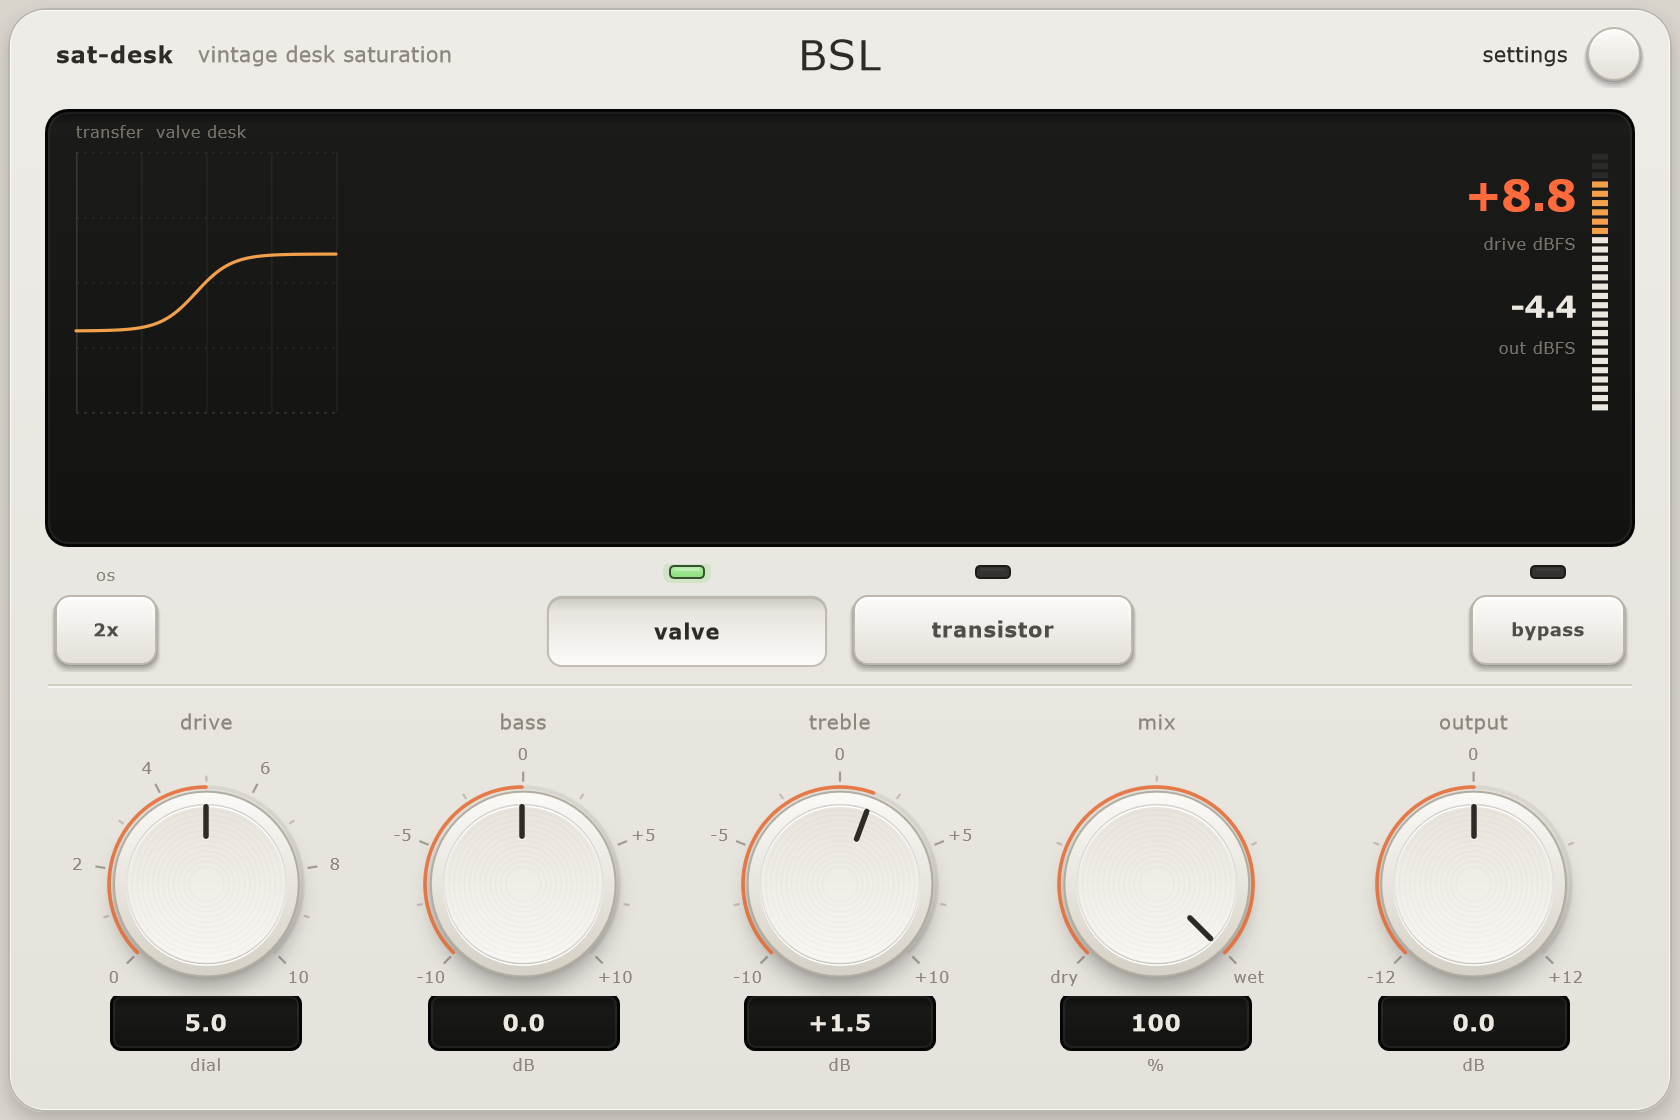 sat-desk vintage desk saturation BSL settings
transfer valve desk
+8.8
drive dBFS
-4.4
out dBFS
os
2x valve transistor bypass
drive bass treble mix output
0 0 0
4 6
-5 +5 -5 +5
2 8
0 10 -10 +10 -10 +10 dry wet -12 +12
5.0 0.0 +1.5 100 0.0
dial dB dB % dB